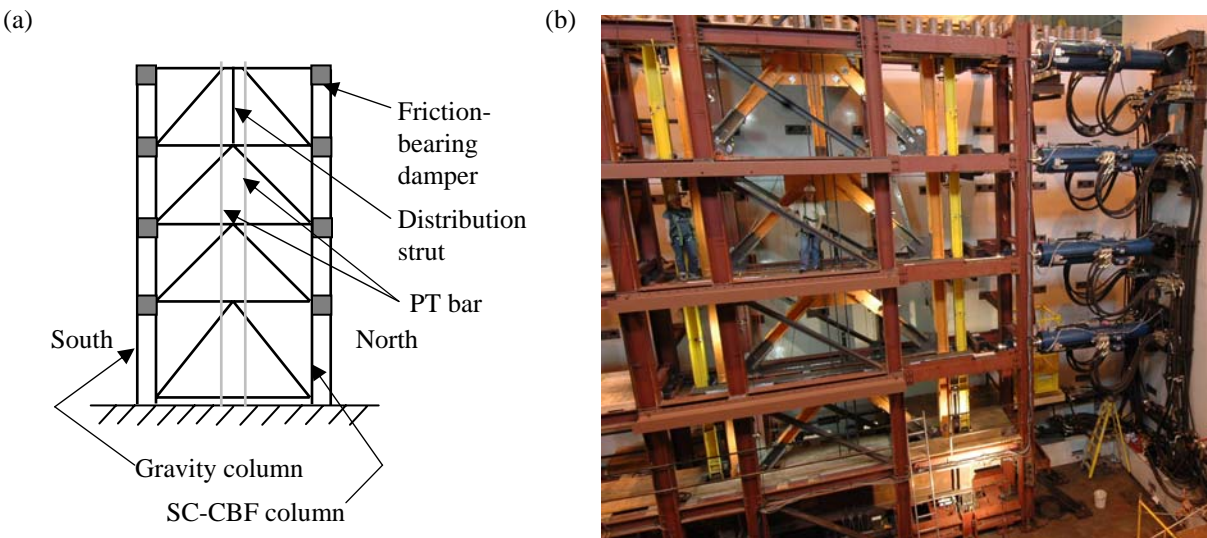 (a)
(b)
Friction-
bearing
damper
Distribution
strut
PT bar
South
North
Gravity column
SC-CBF column